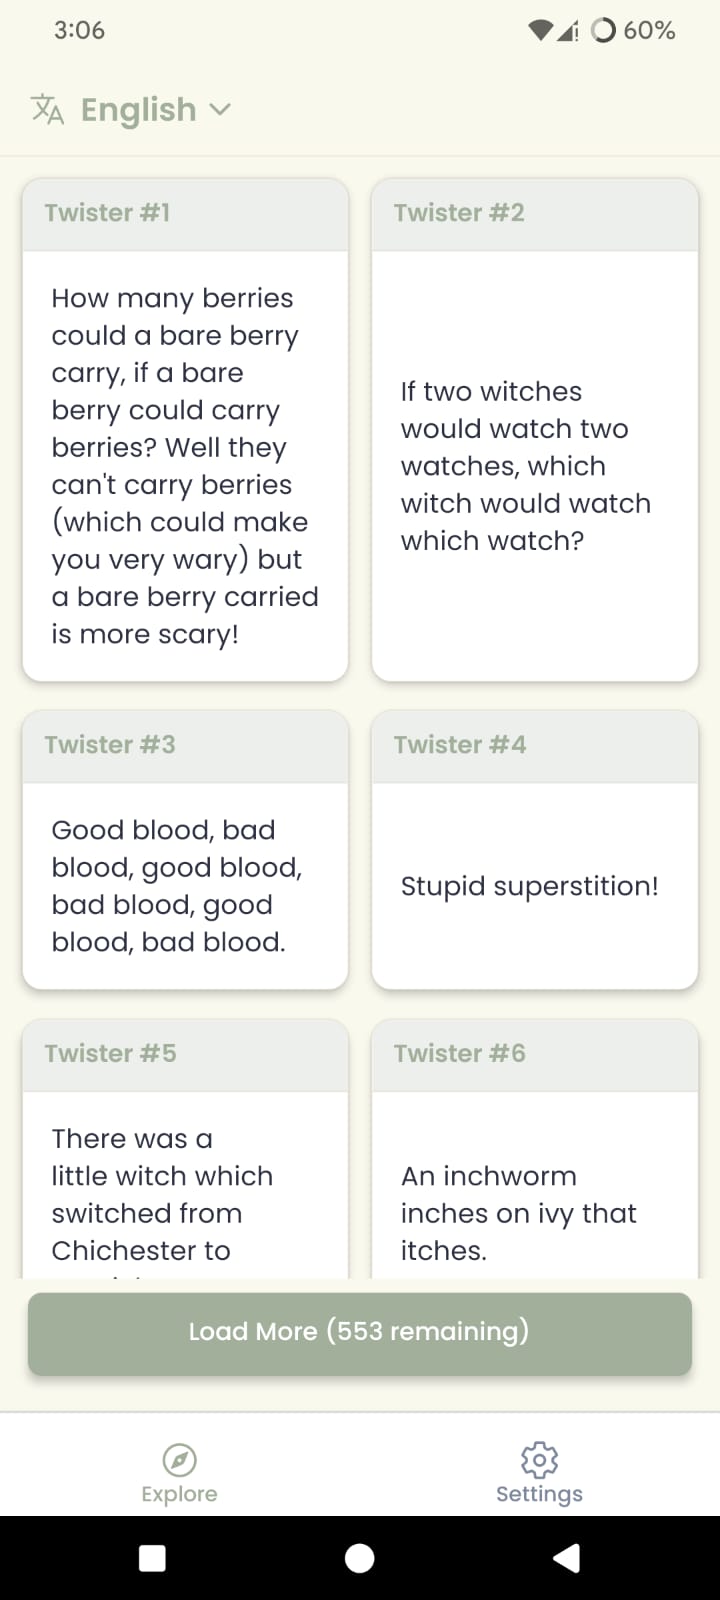 3:06
60%
English
Twister #1
How many berries
could a bare berry
carry, if a bare
berry could carry
berries? Well they
can't carry berries
(which could make
you very wary) but
a bare berry carried
is more scary!
Twister #2
If two witches
would watch two
watches, which
witch would watch
which watch?
Twister #3
Good blood, bad
blood, good blood,
bad blood, good
blood, bad blood.
Twister #4
Stupid superstition!
Twister #5
There was a
little witch which
switched from
Chichester to
Twister #6
An inchworm
inches on ivy that
itches.
Load More (553 remaining)
Explore
Settings